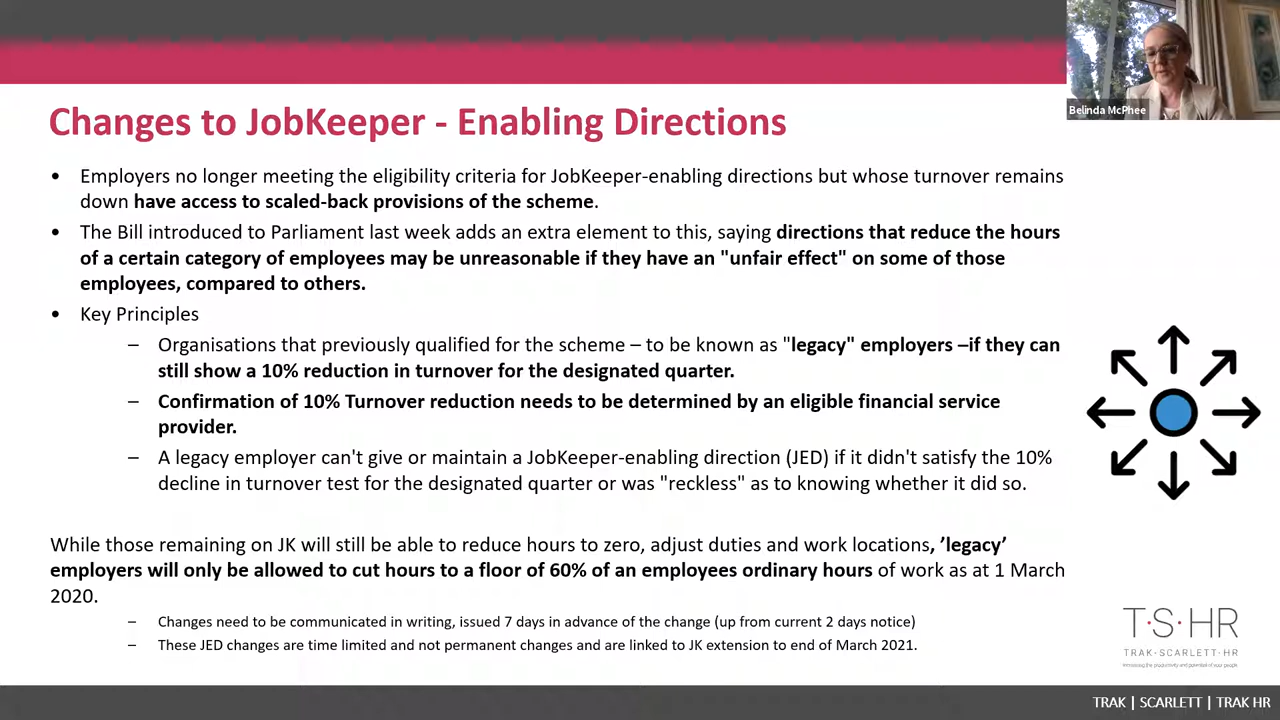 Belinda McPhee
Changes to JobKeeper - Enabling Directions
• Employers no longer meeting the eligibility criteria for JobKeeper-enabling directions but whose turnover remains
down have access to scaled-back provisions of the scheme.
• The Bill introduced to Parliament last week adds an extra element to this, saying directions that reduce the hours
of a certain category of employees may be unreasonable if they have an "unfair effect" on some of those
employees, compared to others.
• Key Principles
– Organisations that previously qualified for the scheme – to be known as "legacy" employers –if they can
still show a 10% reduction in turnover for the designated quarter.
– Confirmation of 10% Turnover reduction needs to be determined by an eligible financial service
provider.
– A legacy employer can't give or maintain a JobKeeper-enabling direction (JED) if it didn't satisfy the 10%
decline in turnover test for the designated quarter or was "reckless" as to knowing whether it did so.
While those remaining on JK will still be able to reduce hours to zero, adjust duties and work locations, ’legacy’
employers will only be allowed to cut hours to a floor of 60% of an employees ordinary hours of work as at 1 March
2020.
– Changes need to be communicated in writing, issued 7 days in advance of the change (up from current 2 days notice)
– These JED changes are time limited and not permanent changes and are linked to JK extension to end of March 2021.
T·S·HR
TRAK·SCARLETT·HR
Increasing the productivity and potential of your people
TRAK | SCARLETT | TRAK HR